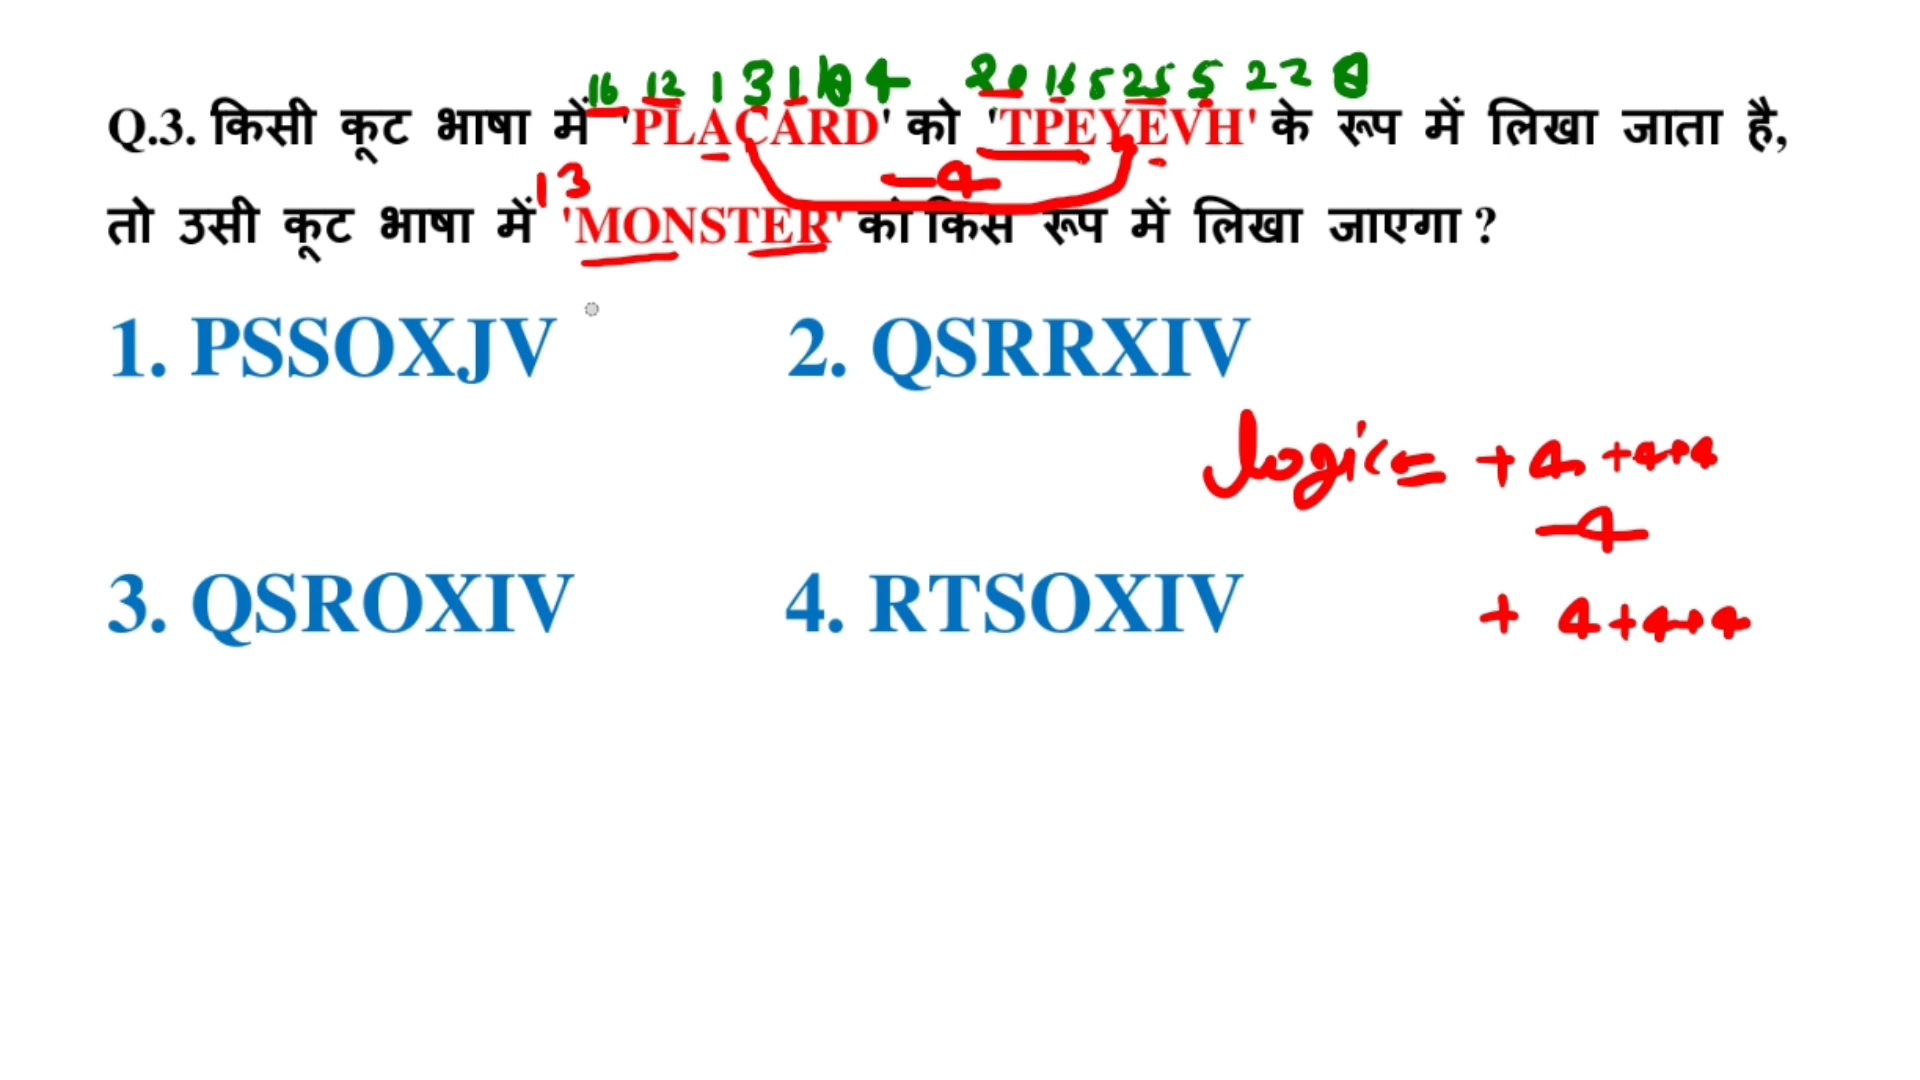 16 12 1 3 1 18 4 20 16 5 25 5 22 8
Q.3. किसी कूट भाषा में 'PLACARD' को 'TPEYEVH' के रूप में लिखा जाता है,
13 -4
तो उसी कूट भाषा में 'MONSTER' को किस रूप में लिखा जाएगा ?
1. PSSOXJV 2. QSRRXIV
logic = +4 +4+4
-4
3. QSROXIV 4. RTSOXIV
+ 4+4+4